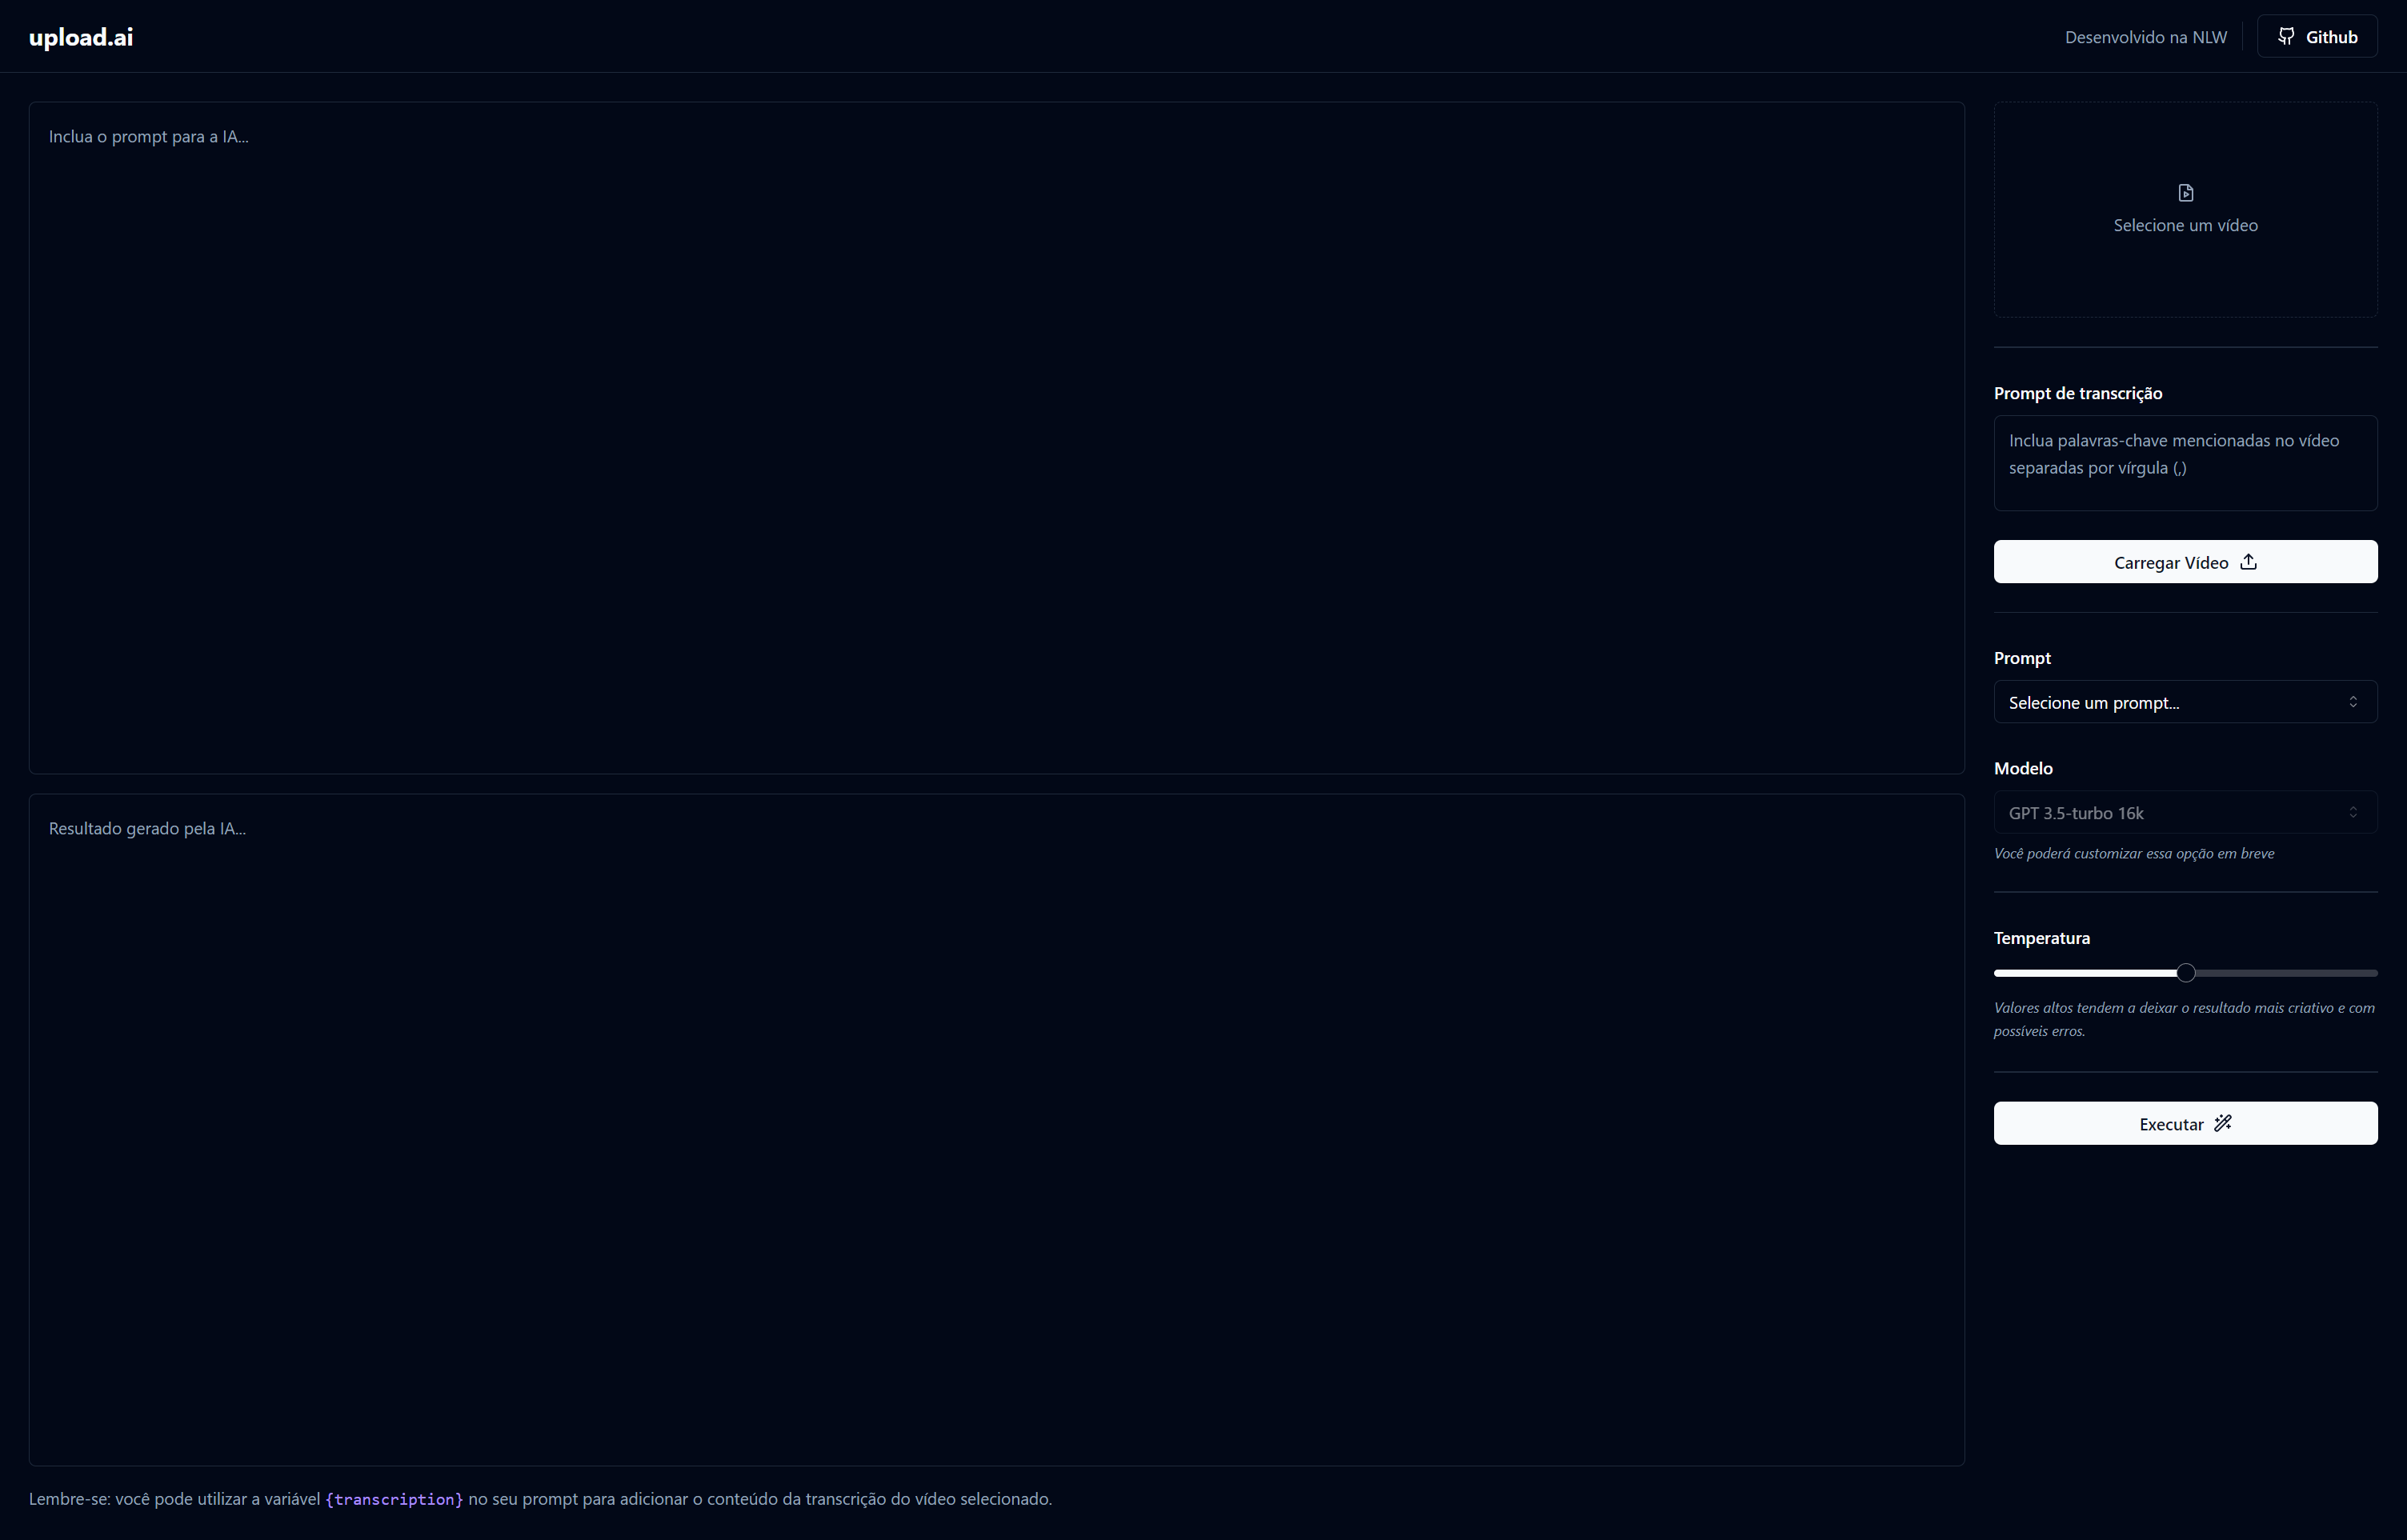 upload.ai
Desenvolvido na NLW
Github
Inclua o prompt para a IA...
Resultado gerado pela IA...
Lembre-se: você pode utilizar a variável {transcription} no seu prompt para adicionar o conteúdo da transcrição do vídeo selecionado.
Selecione um vídeo
Prompt de transcrição
Inclua palavras-chave mencionadas no vídeo
separadas por vírgula (,)
Carregar Vídeo
Prompt
Selecione um prompt...
Modelo
GPT 3.5-turbo 16k
Você poderá customizar essa opção em breve
Temperatura
Valores altos tendem a deixar o resultado mais criativo e com
possíveis erros.
Executar